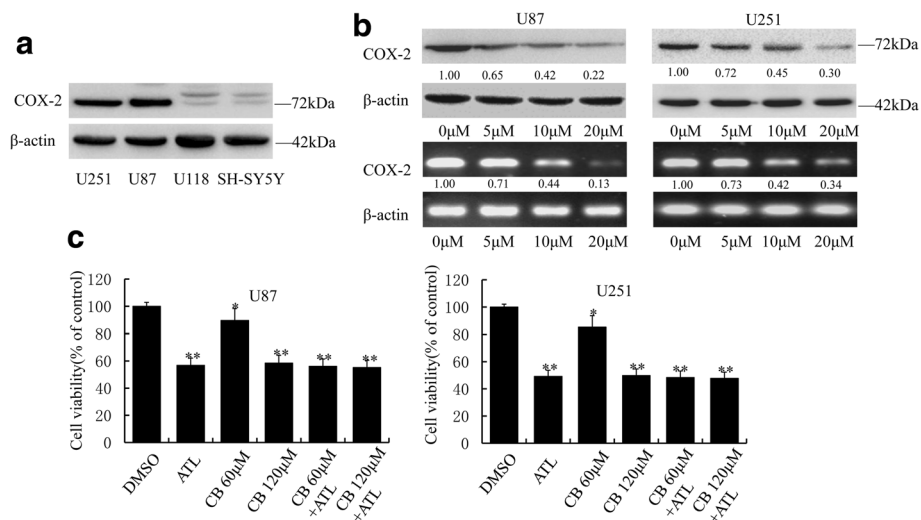 a
COX-2
72kDa
β-actin
42kDa
U251 U87 U118 SH-SY5Y
b
U87 U251
COX-2
72kDa
1.00 0.65 0.42 0.22 1.00 0.72 0.45 0.30
β-actin
42kDa
0μM 5μM 10μM 20μM 0μM 5μM 10μM 20μM
COX-2
1.00 0.71 0.44 0.13 1.00 0.73 0.42 0.34
β-actin
0μM 5μM 10μM 20μM 0μM 5μM 10μM 20μM
c
U87
Cell viability(% of control)
120
100
80
60
40
20
0
** * ** ** **
DMSO
ATL
CB 60μM
CB 120μM
CB 60μM
+ATL
CB 120μM
+ATL
U251
Cell viability(% of control)
120
100
80
60
40
20
0
** * ** ** **
DMSO
ATL
CB 60μM
CB 120μM
CB 60μM
+ATL
CB 120μM
+ATL